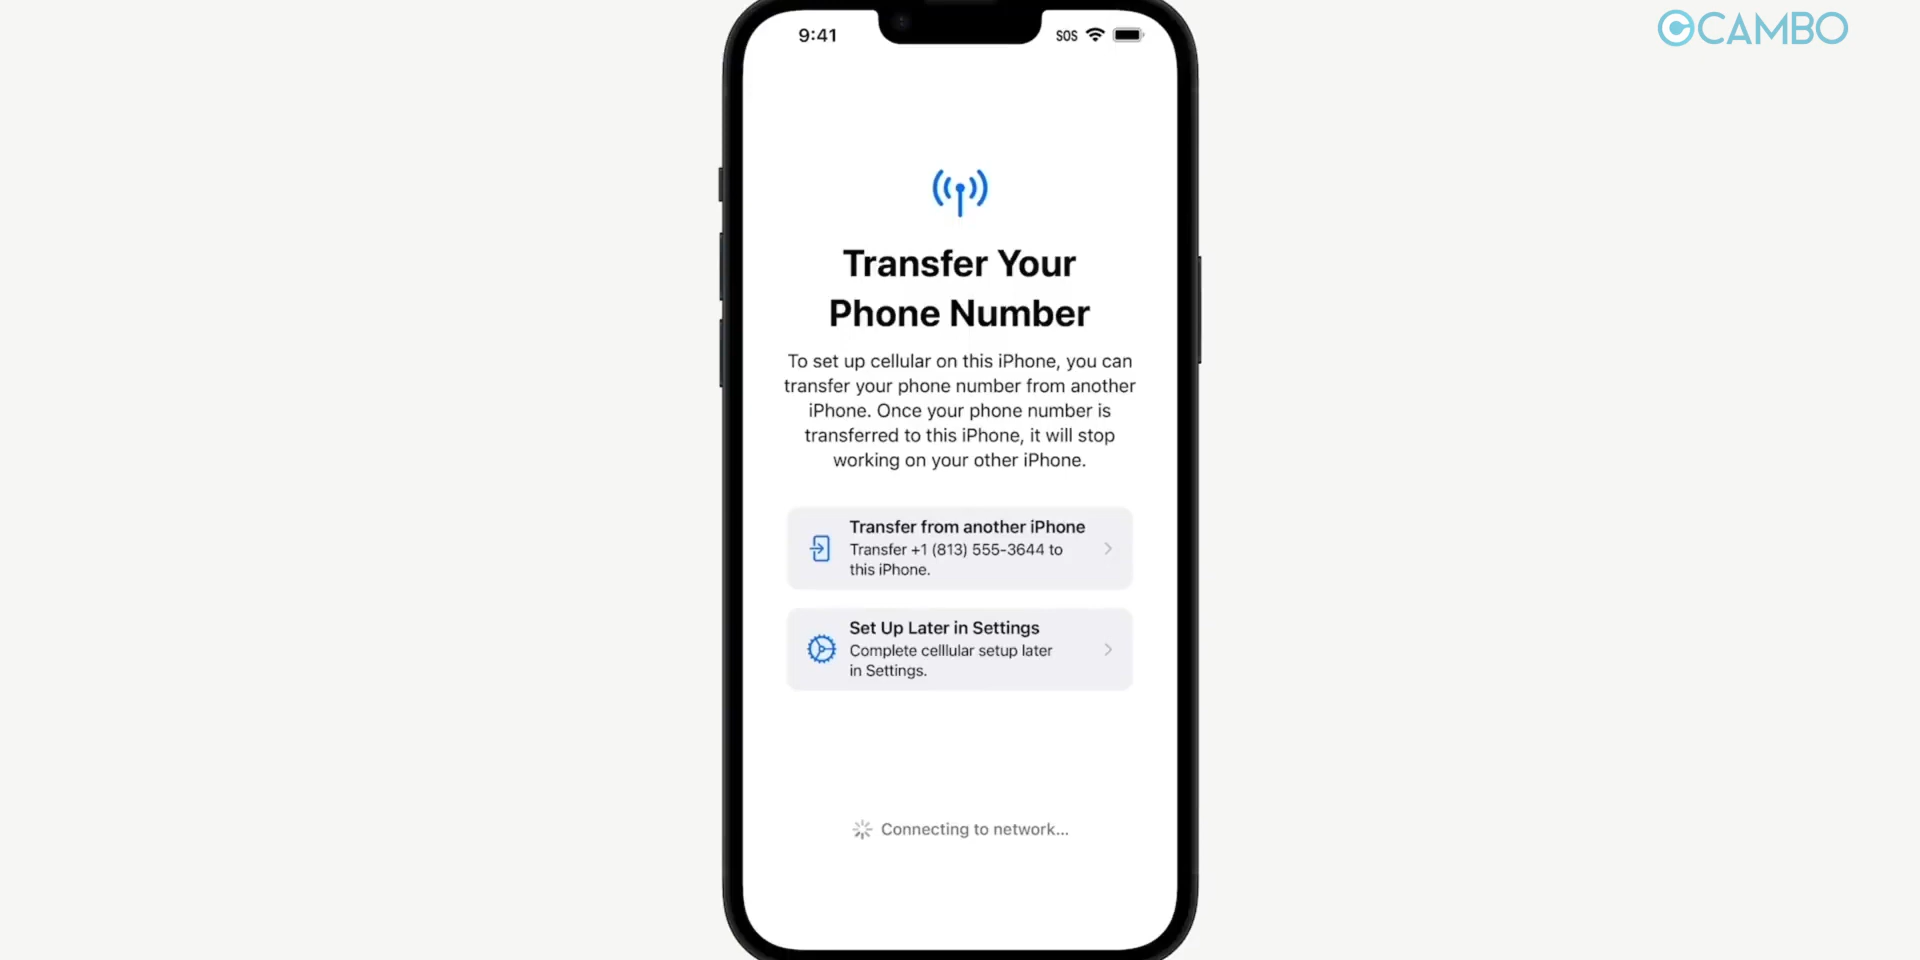 CAMBO
9:41
SOS
Transfer Your
Phone Number
To set up cellular on this iPhone, you can
transfer your phone number from another
iPhone. Once your phone number is
transferred to this iPhone, it will stop
working on your other iPhone.
Transfer from another iPhone
Transfer +1 (813) 555-3644 to
this iPhone.
Set Up Later in Settings
Complete celllular setup later
in Settings.
Connecting to network...